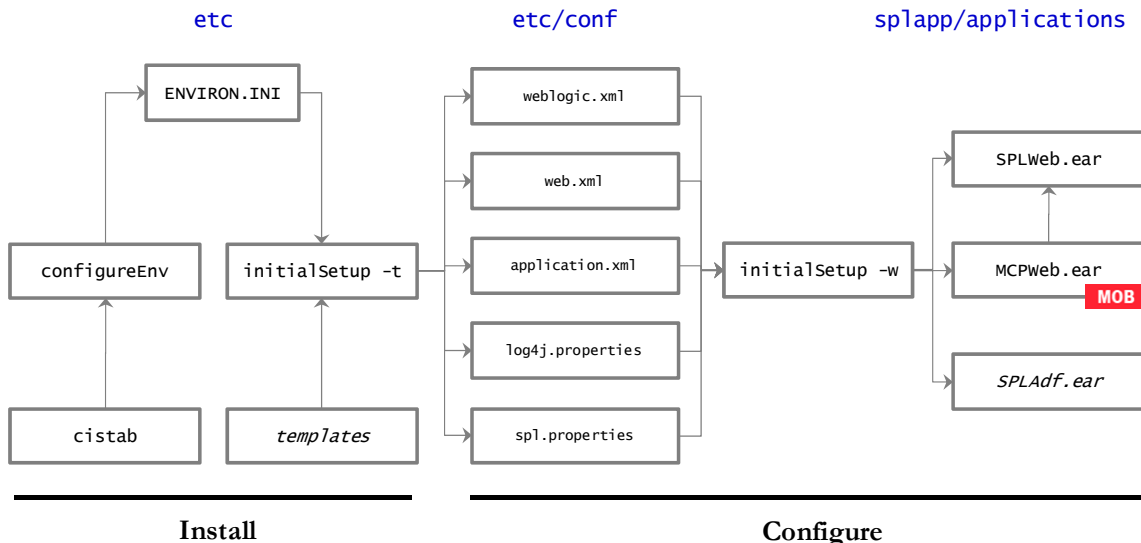 etc
etc/conf
splapp/applications
ENVIRON.INI
weblogic.xml
SPLWeb.ear
web.xml
configureEnv
initialSetup -t
application.xml
initialSetup -w
MCPWeb.ear
MOB
log4j.properties
SPLAdf.ear
cistab
templates
spl.properties
Install
Configure